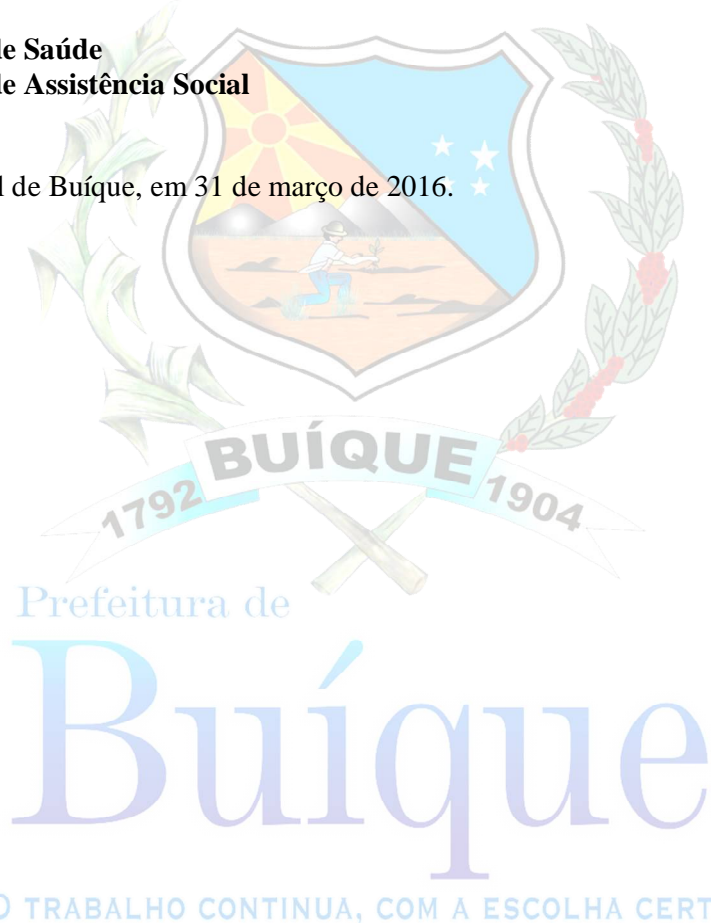 de Saúde
de Assistência Social
l de Buíque, em 31 de março de 2016.
BUÍQUE
1792 1904
Prefeitura de
Buíque
O TRABALHO CONTINUA, COM A ESCOLHA CERT